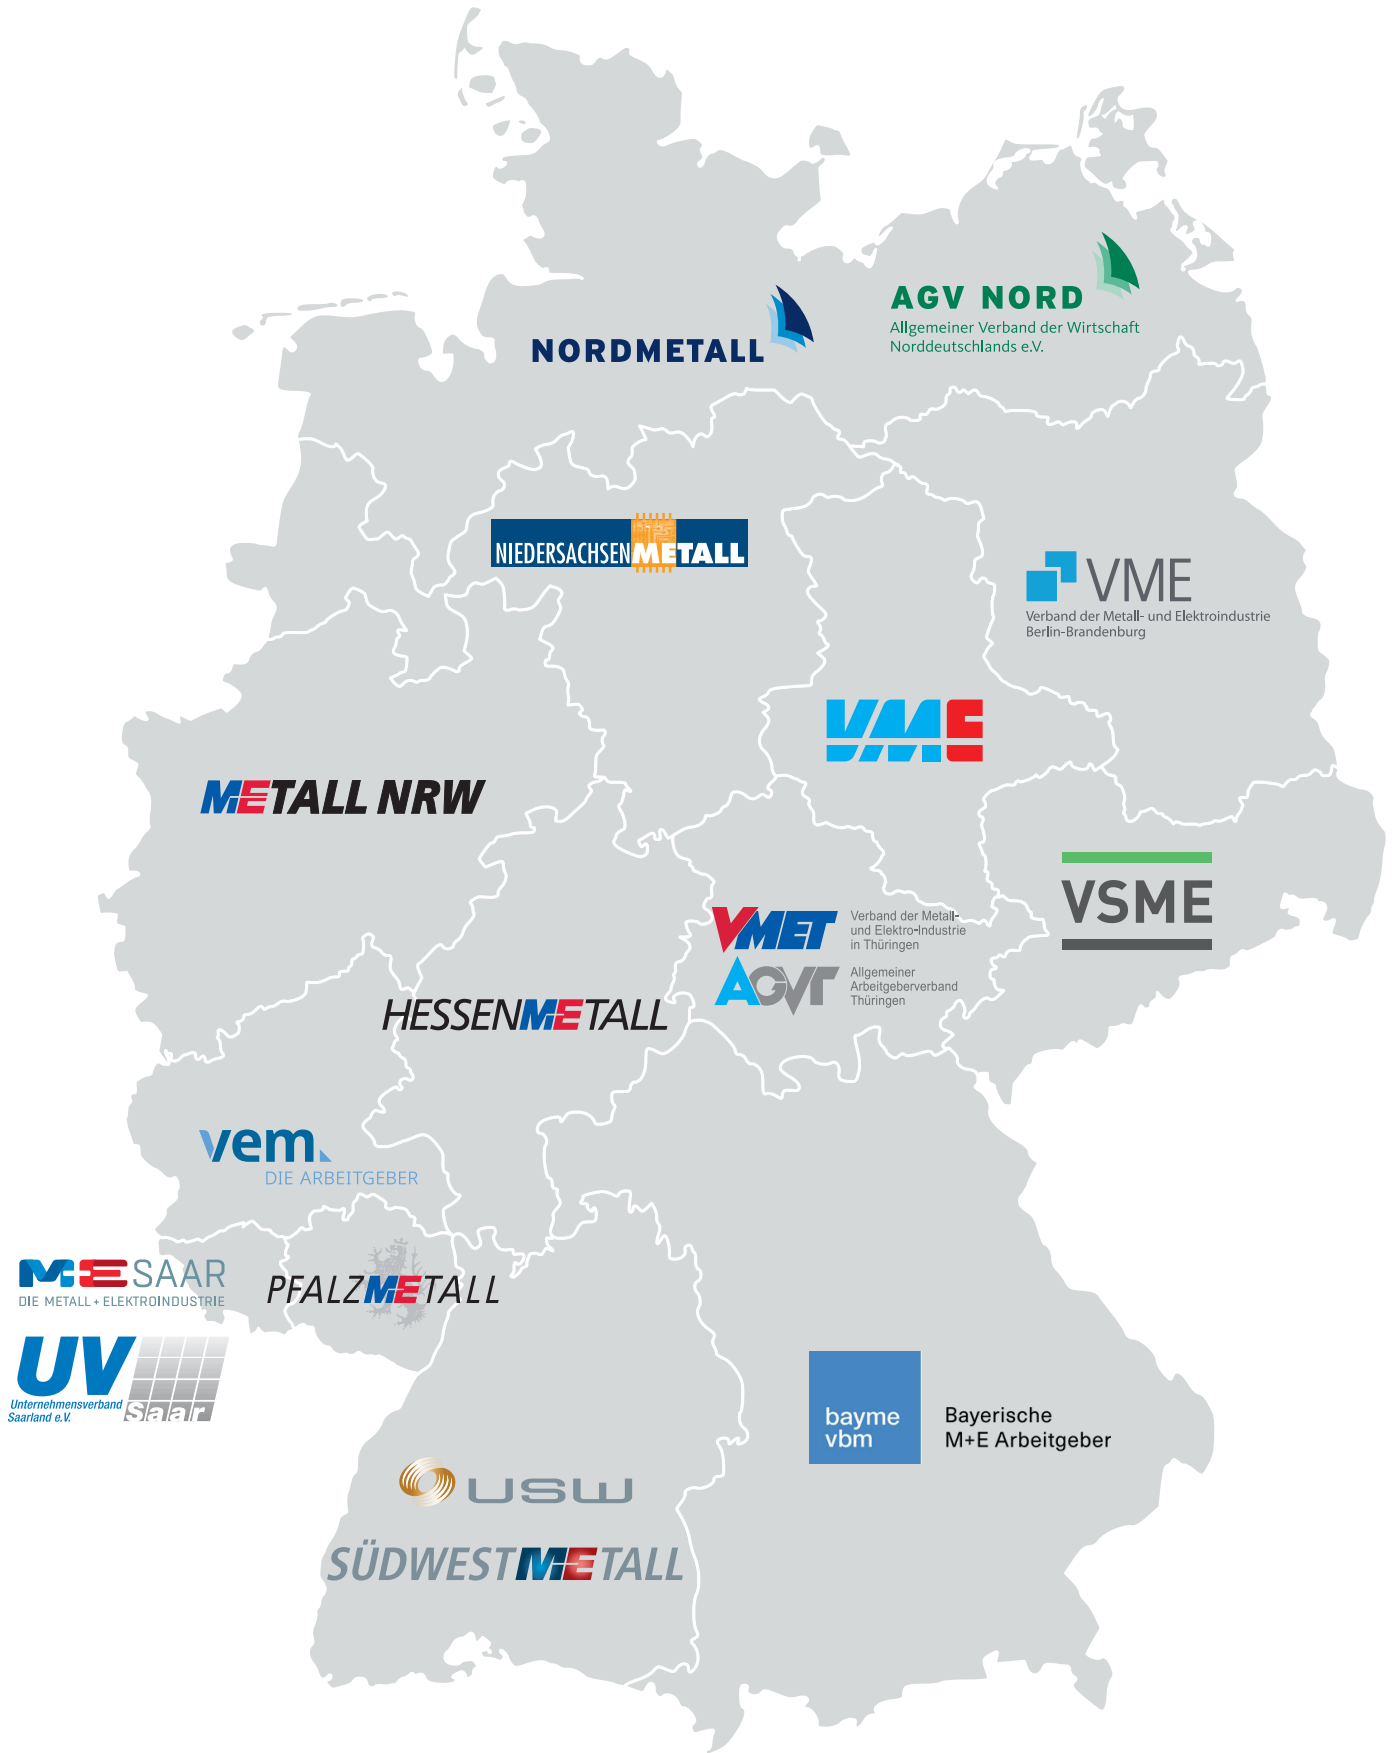 AGV NORD
Allgemeiner Verband der Wirtschaft
Norddeutschlands e.V.
NORDMETALL
NIEDERSACHSENMETALL
VME
Verband der Metall- und Elektroindustrie
Berlin-Brandenburg
VME
METALL NRW
VSME
VMET
Verband der Metall-
und Elektro-Industrie
in Thüringen
AGVT
Allgemeiner
Arbeitgeberverband
Thüringen
HESSENMETALL
vem.
DIE ARBEITGEBER
ME SAAR
DIE METALL + ELEKTROINDUSTRIE
PFALZMETALL
UV
Unternehmensverband
Saarland e.V.
Saar
bayme
vbm
Bayerische
M+E Arbeitgeber
USW
SÜDWESTMETALL